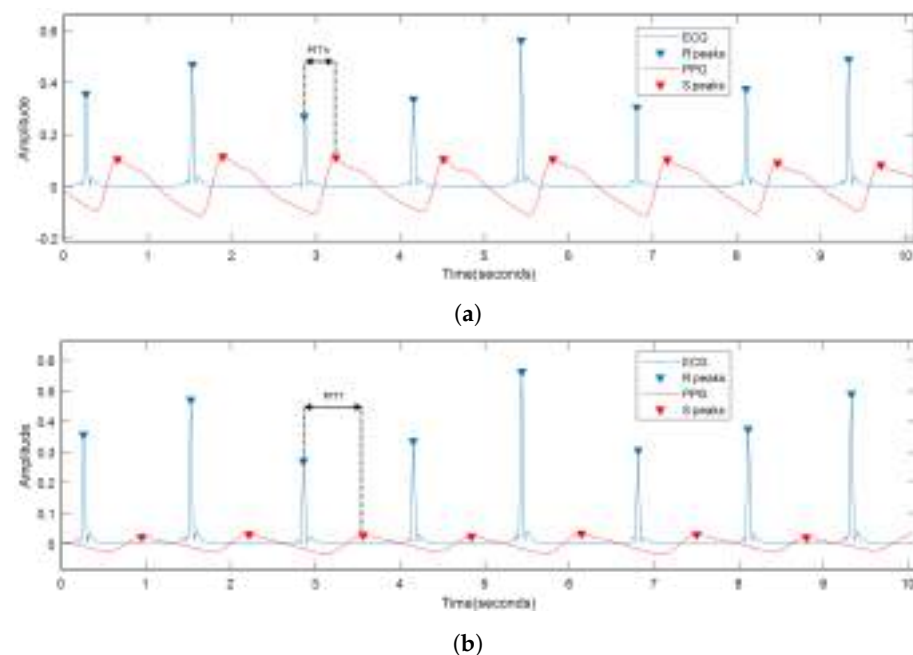 0.6
ECG
R peaks
PPG
S peaks
0.4
0.2
0
-0.2
Amplitude
0 1 2 3 4 5 6 7 8 9 10
Time(seconds)
(a)
ECG
R peaks
PPG
S peaks
0.6
0.5
0.4
0.3
0.2
0.1
0
Amplitude
0 1 2 3 4 5 6 7 8 9 10
Time(seconds)
(b)